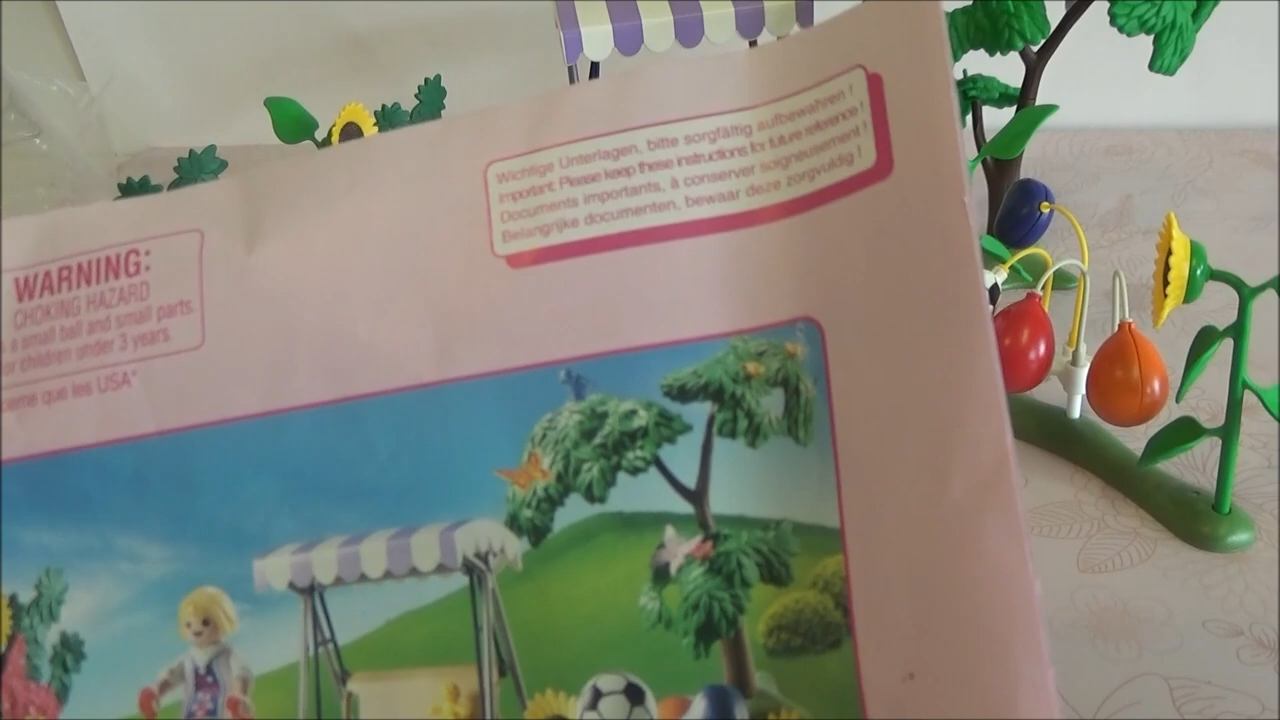 Wichtige Unterlagen, bitte sorgfältig aufbewahren !
Important: Please keep these instructions for future reference !
Documents importants, à conserver soigneusement !
Belangrijke documenten, bewaar deze zorgvuldig !
WARNING:
CHOKING HAZARD
a small ball and small parts.
or children under 3 years
que les USA"